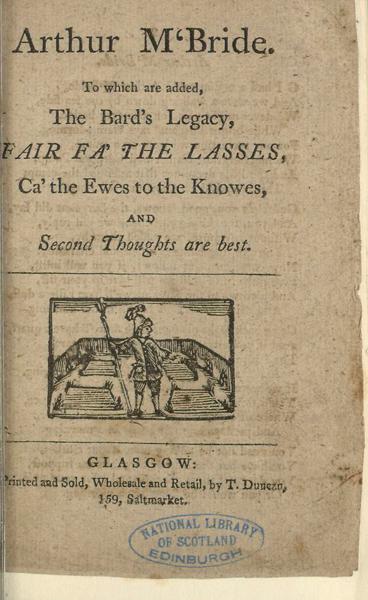 Arthur M'Bride.
To which are added,
The Bard's Legacy,
FAIR FA' THE LASSES,
Ca' the Ewes to the Knowes,
AND
Second Thoughts are best.
GLASGOW:
Printed and Sold, Wholesale and Retail, by T. Duncan,
159, Saltmarket.
NATIONAL LIBRARY
OF SCOTLAND
EDINBURGH